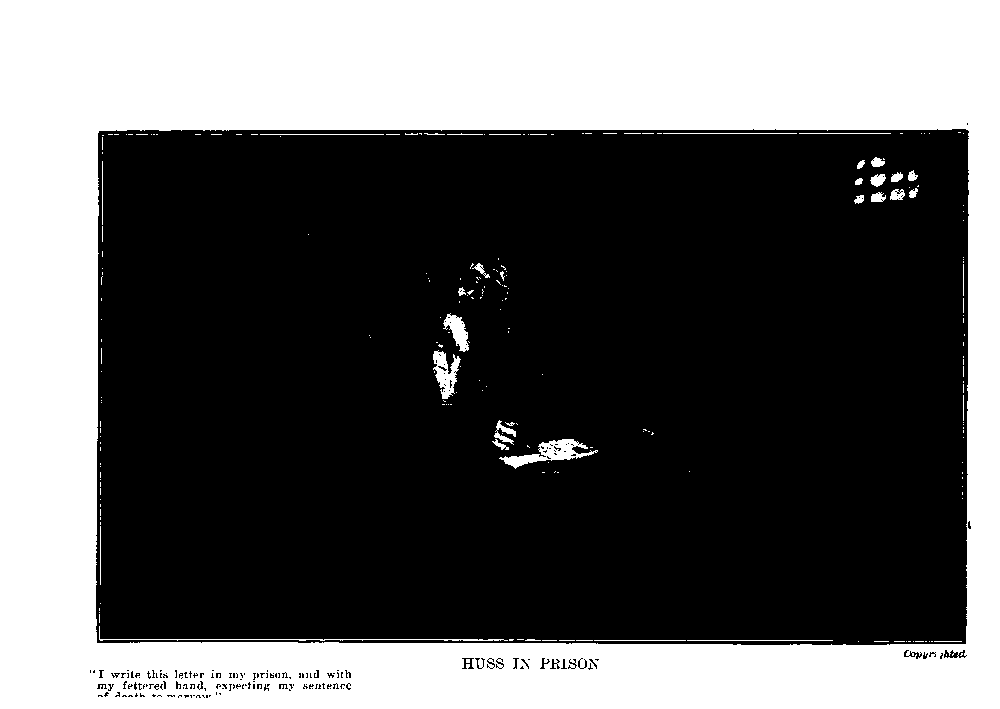 Copyrighted
HUSS IN PRISON
"I write this letter in my prison, and with
my fettered hand, expecting my sentence
of death to-morrow."